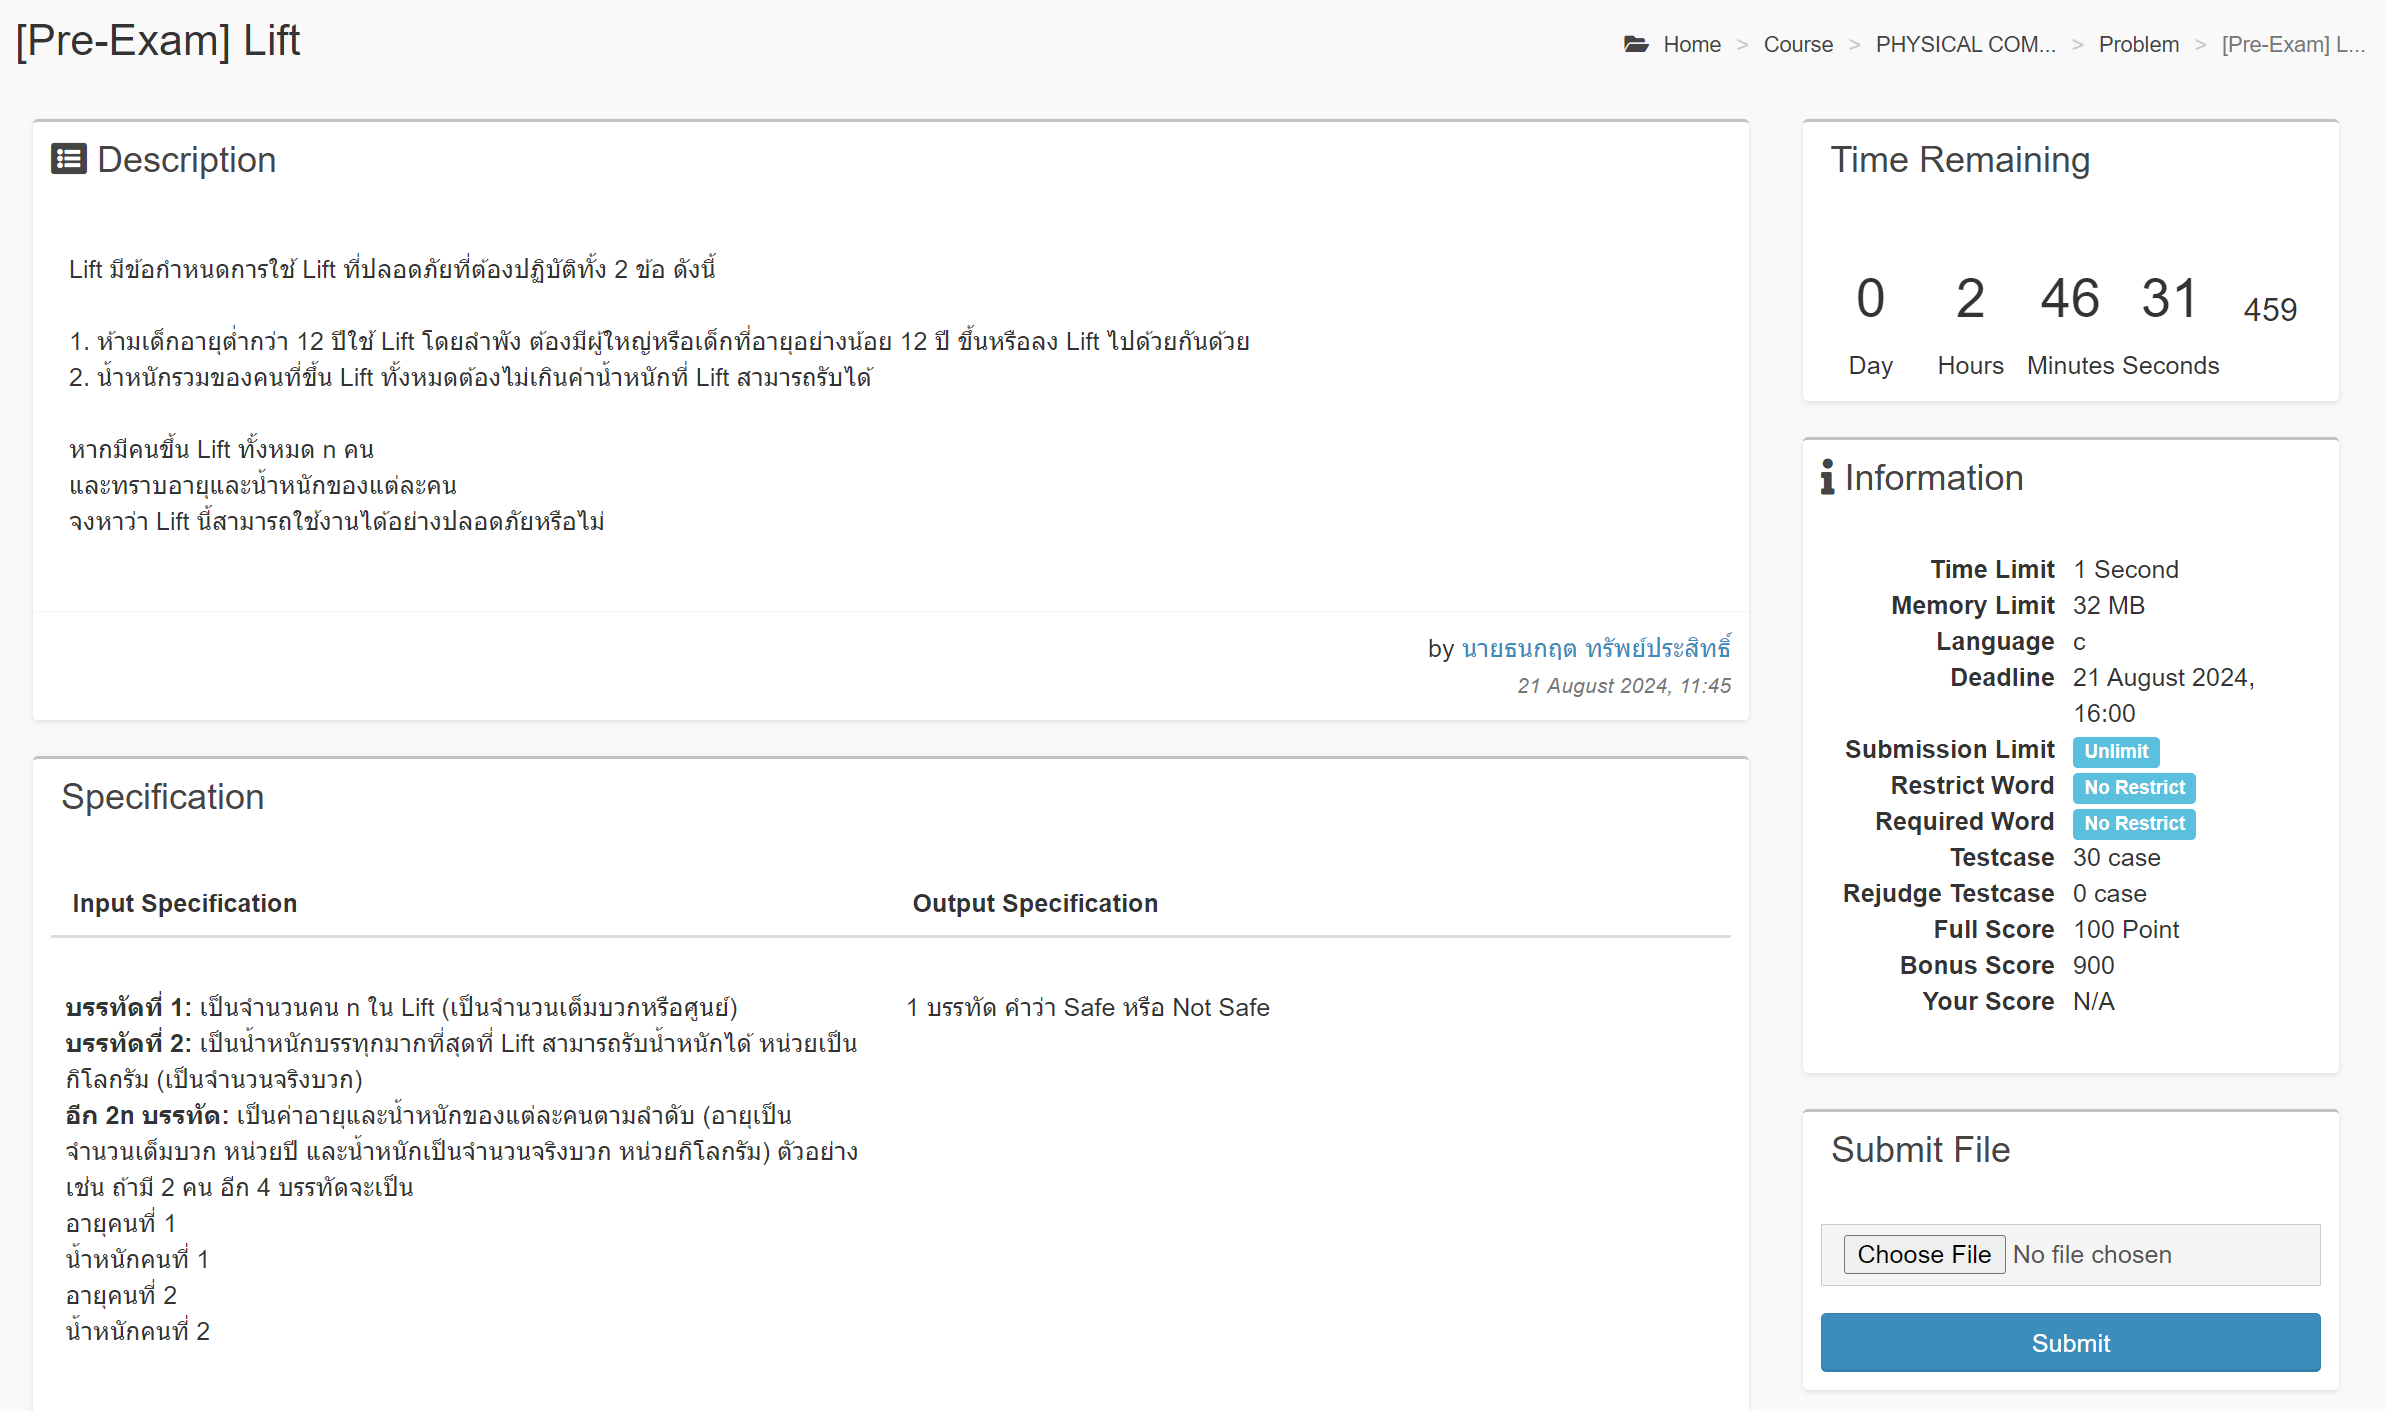 [Pre-Exam] Lift
Home > Course > PHYSICAL COM... > Problem > [Pre-Exam] L...
Description
Lift มีข้อกำหนดการใช้ Lift ที่ปลอดภัยที่ต้องปฏิบัติทั้ง 2 ข้อ ดังนี้
1. ห้ามเด็กอายุต่ำกว่า 12 ปีใช้ Lift โดยลำพัง ต้องมีผู้ใหญ่หรือเด็กที่อายุอย่างน้อย 12 ปี ขึ้นหรือลง Lift ไปด้วยกันด้วย
2. น้ำหนักรวมของคนที่ขึ้น Lift ทั้งหมดต้องไม่เกินค่าน้ำหนักที่ Lift สามารถรับได้
หากมีคนขึ้น Lift ทั้งหมด n คน
และทราบอายุและน้ำหนักของแต่ละคน
จงหาว่า Lift นี้สามารถใช้งานได้อย่างปลอดภัยหรือไม่
by นายธนกฤต ทรัพย์ประสิทธิ์
21 August 2024, 11:45
Specification
Input Specification
Output Specification
บรรทัดที่ 1: เป็นจำนวนคน n ใน Lift (เป็นจำนวนเต็มบวกหรือศูนย์)
บรรทัดที่ 2: เป็นน้ำหนักบรรทุกมากที่สุดที่ Lift สามารถรับน้ำหนักได้ หน่วยเป็น
กิโลกรัม (เป็นจำนวนจริงบวก)
อีก 2n บรรทัด: เป็นค่าอายุและน้ำหนักของแต่ละคนตามลำดับ (อายุเป็น
จำนวนเต็มบวก หน่วยปี และน้ำหนักเป็นจำนวนจริงบวก หน่วยกิโลกรัม) ตัวอย่าง
เช่น ถ้ามี 2 คน อีก 4 บรรทัดจะเป็น
อายุคนที่ 1
น้ำหนักคนที่ 1
อายุคนที่ 2
น้ำหนักคนที่ 2
1 บรรทัด คำว่า Safe หรือ Not Safe
Time Remaining
0 2 46 31 459
Day Hours Minutes Seconds
Information
Time Limit 1 Second
Memory Limit 32 MB
Language c
Deadline 21 August 2024,
16:00
Submission Limit Unlimit
Restrict Word No Restrict
Required Word No Restrict
Testcase 30 case
Rejudge Testcase 0 case
Full Score 100 Point
Bonus Score 900
Your Score N/A
Submit File
Choose File No file chosen
Submit